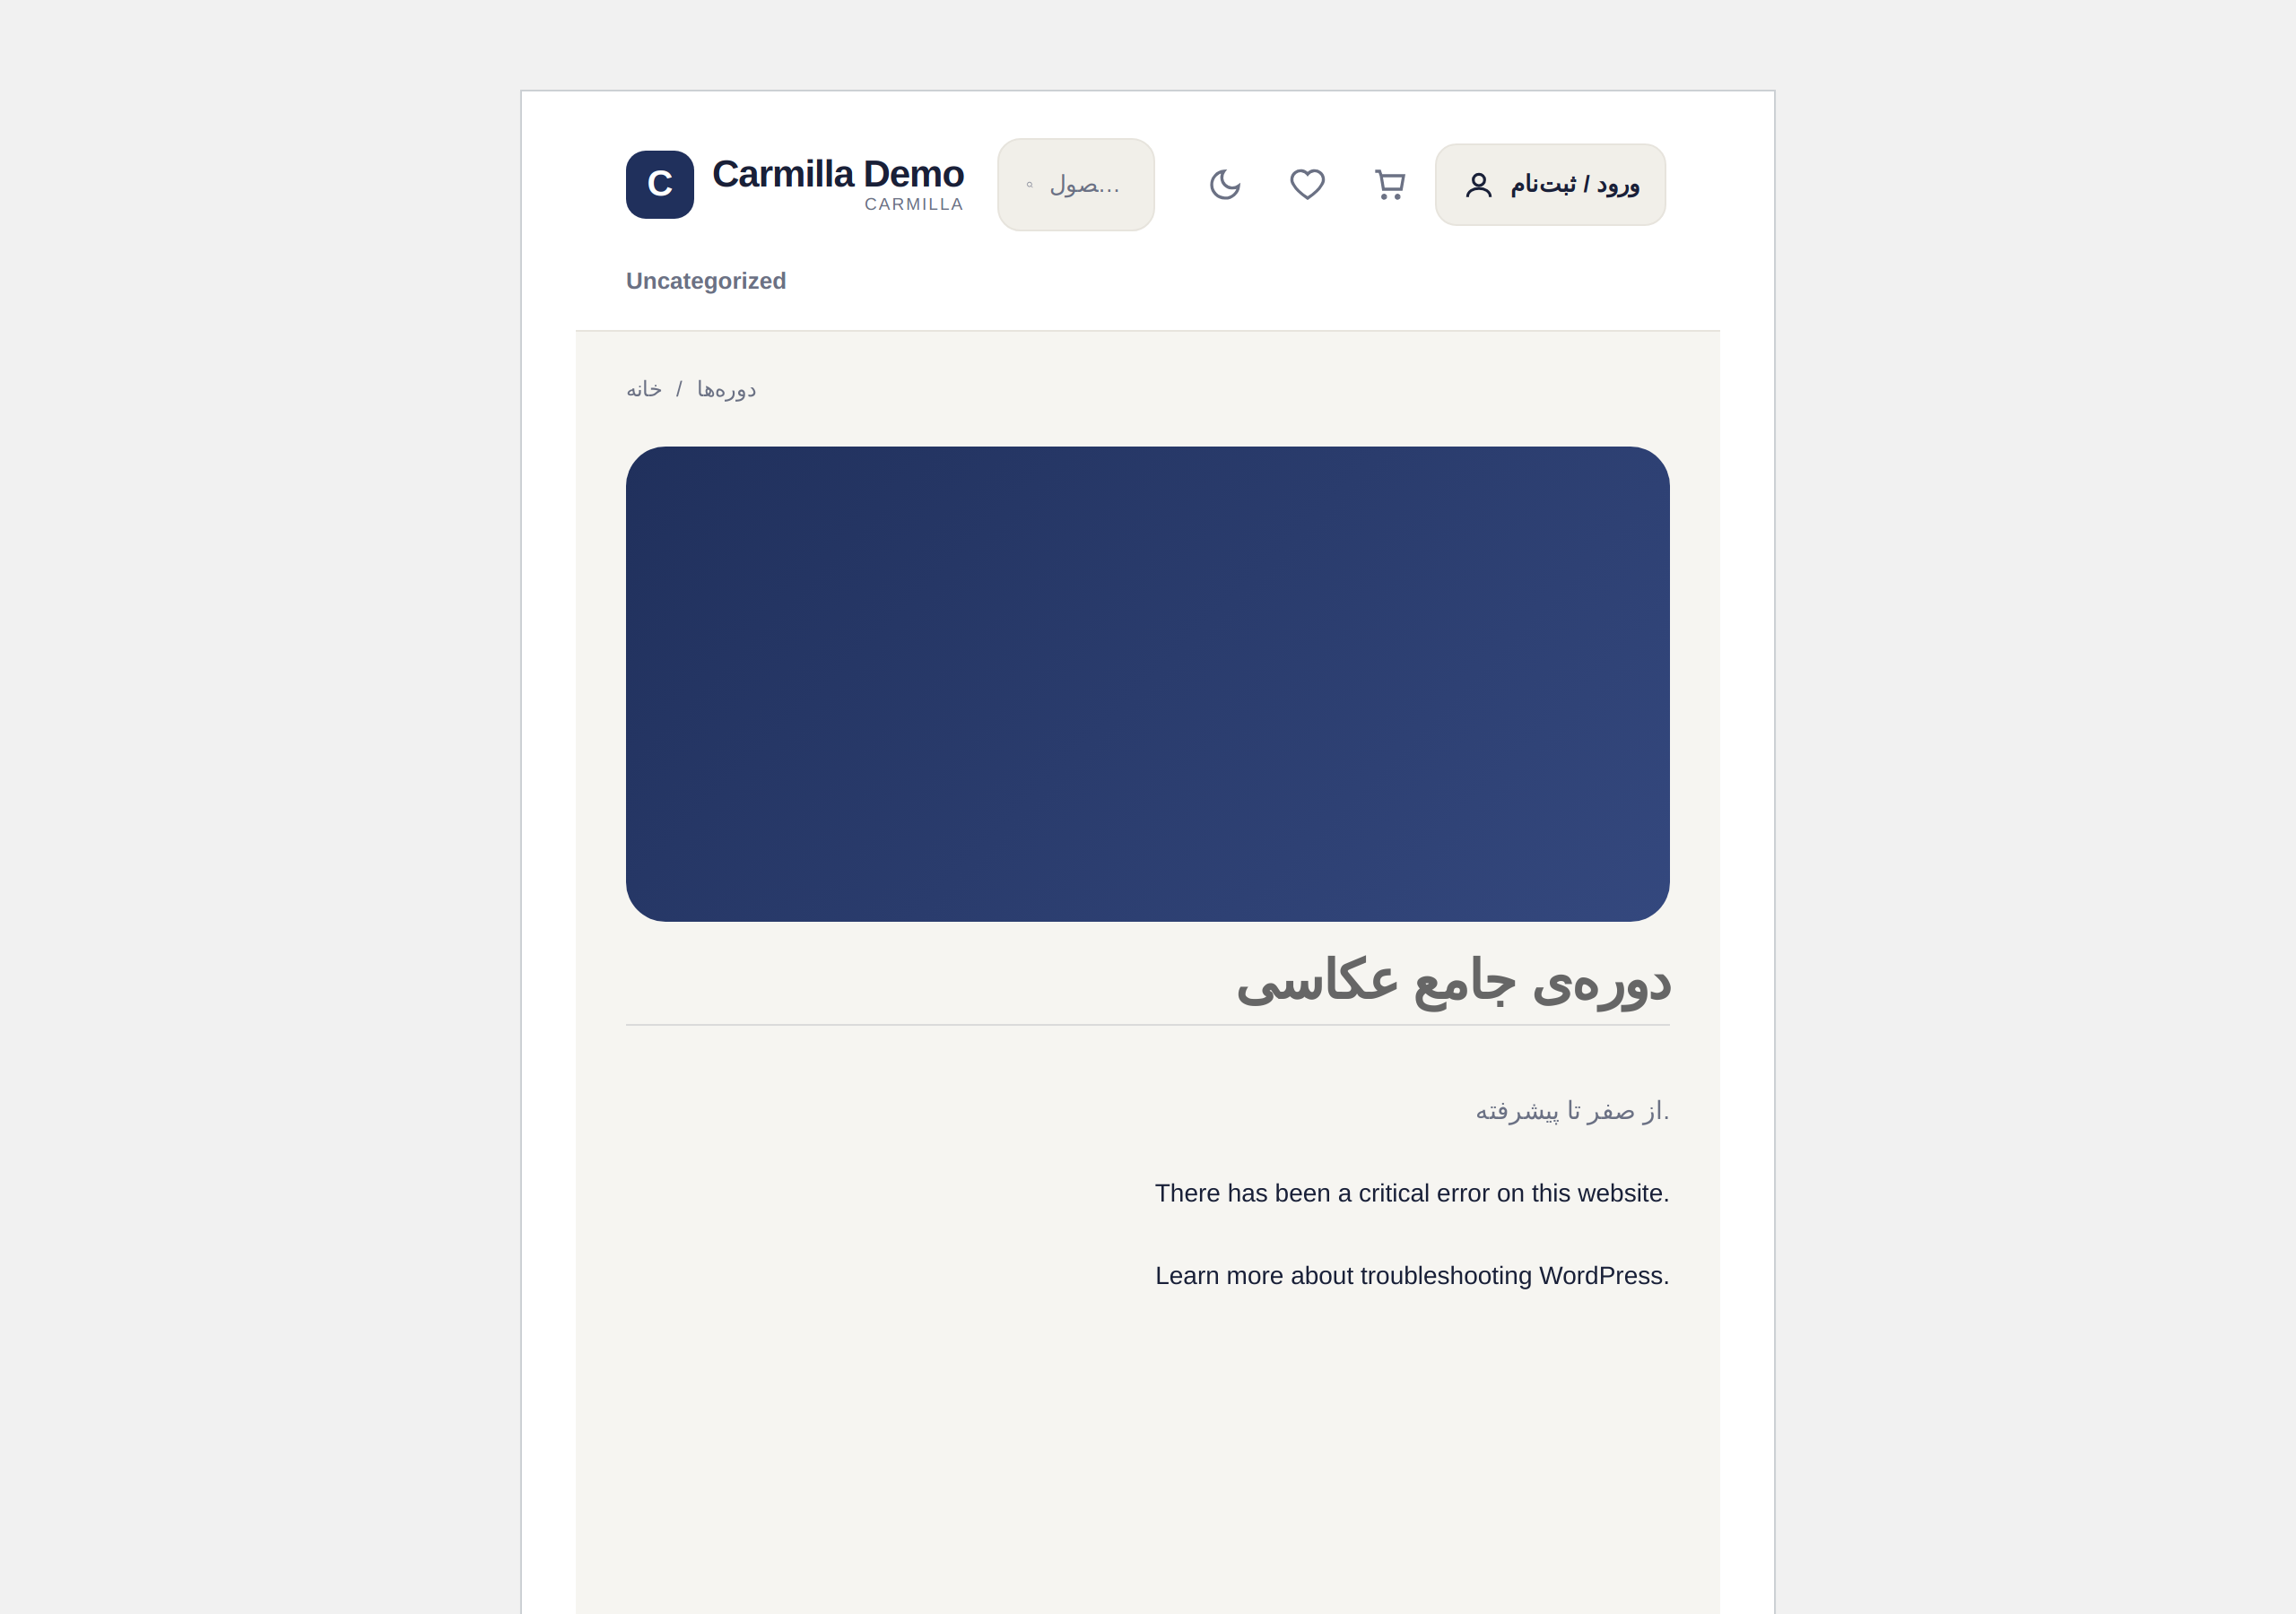 C
Carmilla Demo
CARMILLA
صول...
ورود / ثبت‌نام
Uncategorized
خانه / دوره‌ها
دوره‌ی جامع عکاسی
از صفر تا پیشرفته.
There has been a critical error on this website.
Learn more about troubleshooting WordPress.